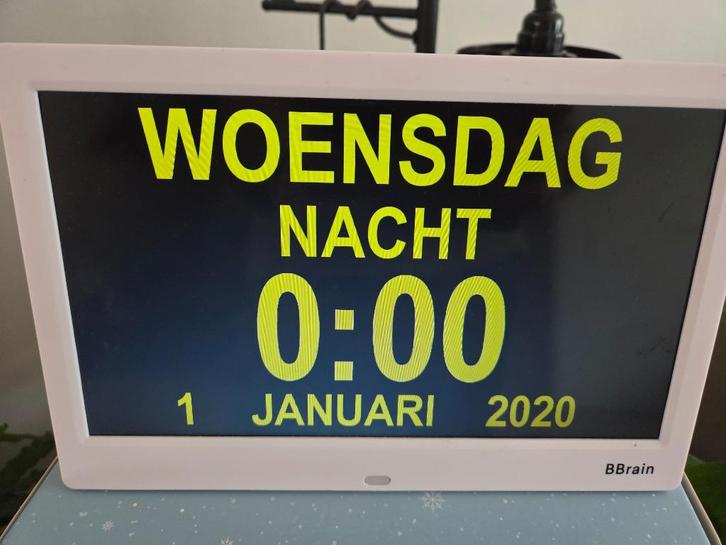 WOENSDAG
NACHT
0:00
1 JANUARI 2020
BBrain